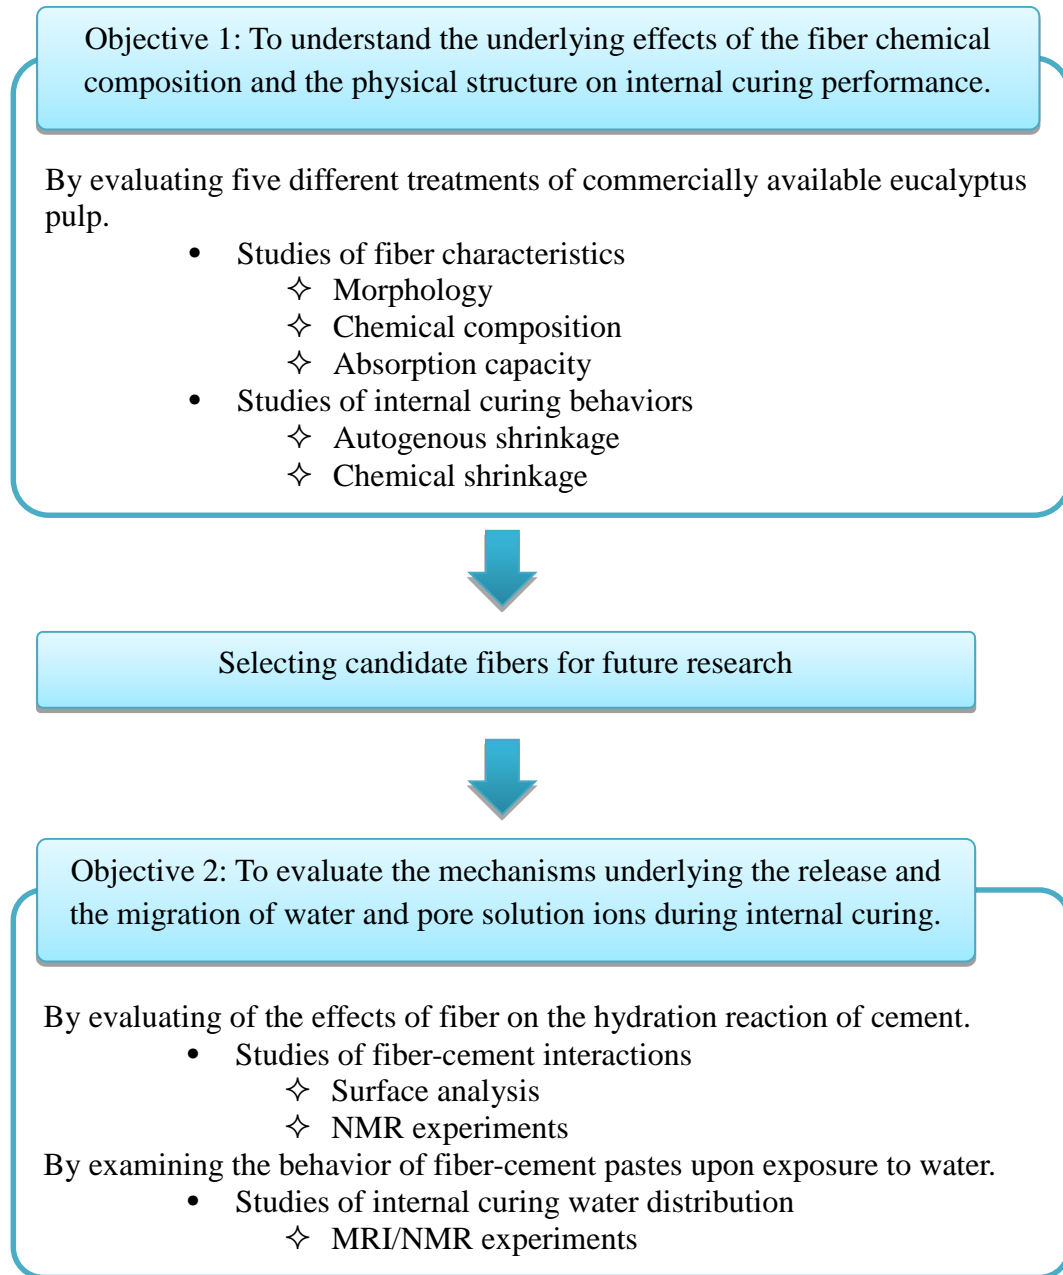 Objective 1: To understand the underlying effects of the fiber chemical
composition and the physical structure on internal curing performance.
By evaluating five different treatments of commercially available eucalyptus
pulp.
• Studies of fiber characteristics
✧ Morphology
✧ Chemical composition
✧ Absorption capacity
• Studies of internal curing behaviors
✧ Autogenous shrinkage
✧ Chemical shrinkage
Selecting candidate fibers for future research
Objective 2: To evaluate the mechanisms underlying the release and
the migration of water and pore solution ions during internal curing.
By evaluating of the effects of fiber on the hydration reaction of cement.
• Studies of fiber-cement interactions
✧ Surface analysis
✧ NMR experiments
By examining the behavior of fiber-cement pastes upon exposure to water.
• Studies of internal curing water distribution
✧ MRI/NMR experiments